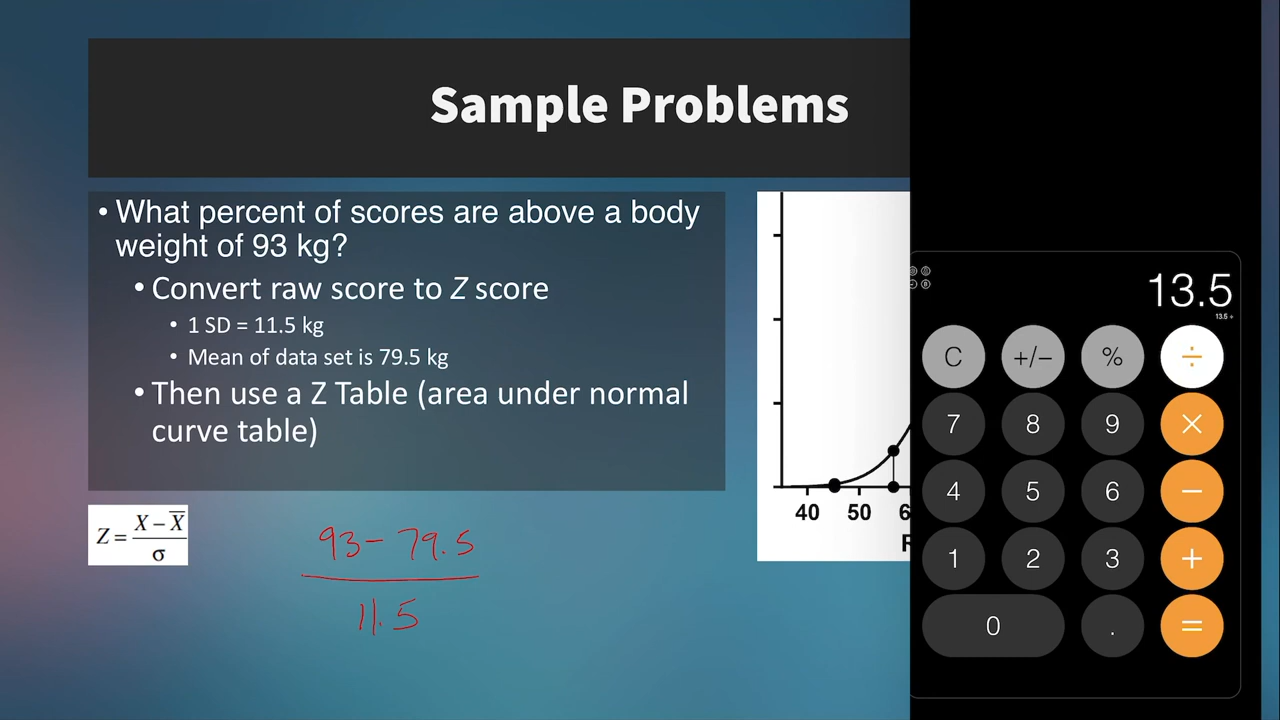 Sample Problems
• What percent of scores are above a body
weight of 93 kg?
• Convert raw score to Z score
• 1 SD = 11.5 kg
• Mean of data set is 79.5 kg
• Then use a Z Table (area under normal
curve table)
Z = X – X̅
σ
93 – 79.5
11.5
40 50 6
13.5
13.5 ÷
C +/− % ÷
7 8 9 ×
4 5 6 −
1 2 3 +
0 . =